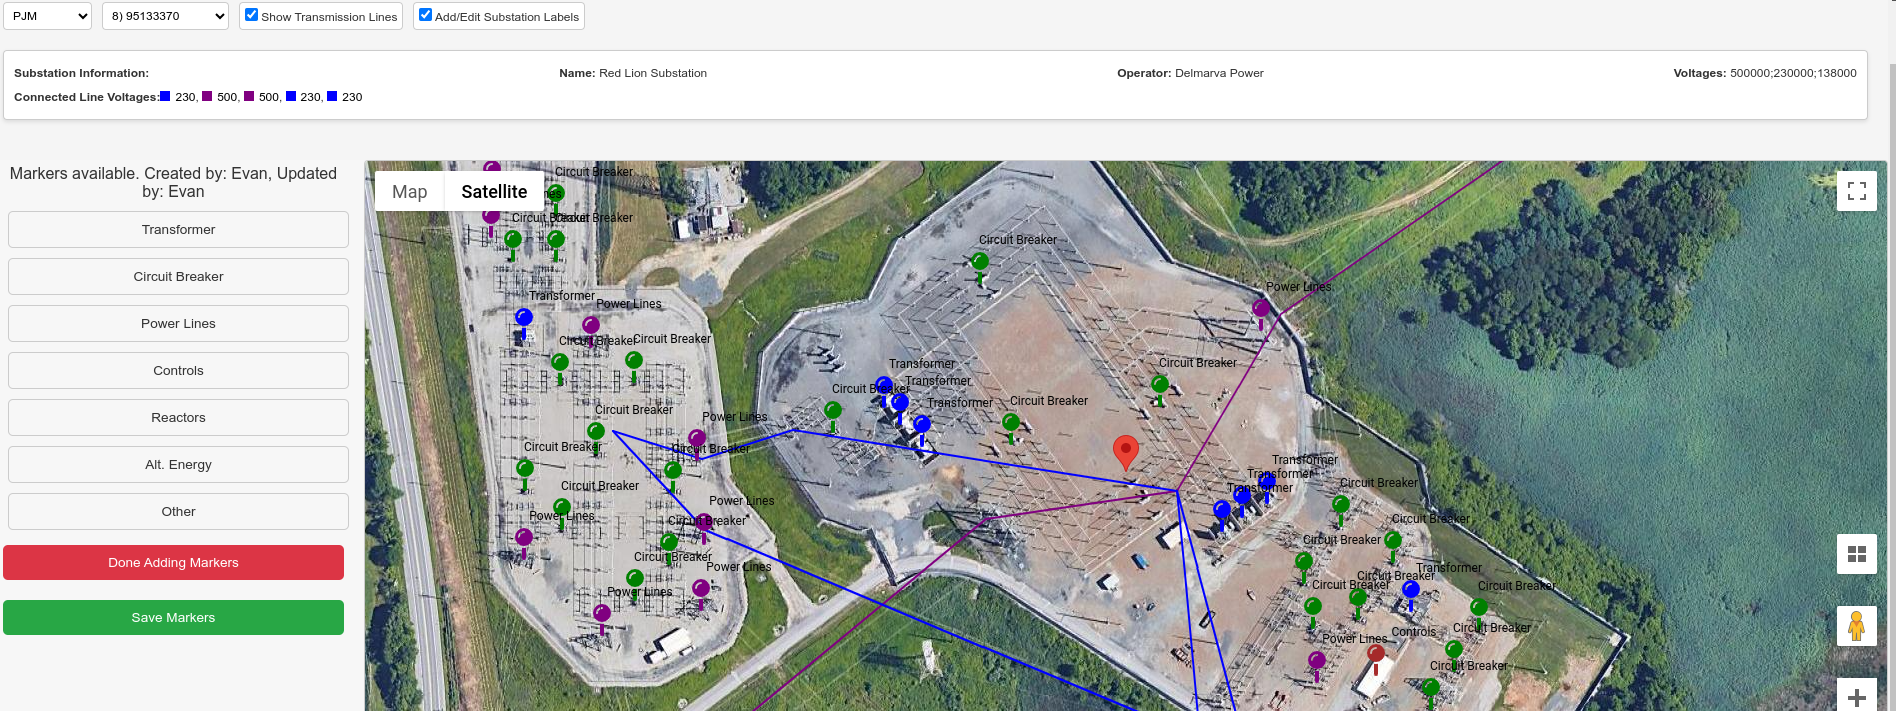 PJM
8) 95133370
Show Transmission Lines
Add/Edit Substation Labels
Substation Information:
Name: Red Lion Substation
Operator: Delmarva Power
Voltages: 500000;230000;138000
Connected Line Voltages: 230, 500, 500, 230, 230
Markers available. Created by: Evan, Updated
by: Evan
Transformer
Circuit Breaker
Power Lines
Controls
Reactors
Alt. Energy
Other
Done Adding Markers
Save Markers
Map
Satellite
Circuit Breaker
Circuit Breaker
Circuit Breaker
Circuit Breaker
Transformer
Power Lines
Power Lines
Circuit Breaker
Circuit Breaker
Transformer
Circuit Breaker
Transformer
Circuit Breaker
Transformer
Circuit Breaker
Circuit Breaker
Power Lines
Circuit Breaker
Circuit Breaker
Transformer
Transformer
Circuit Breaker
Circuit Breaker
Transformer
Power Lines
Power Lines
Circuit Breaker
Circuit Breaker
Circuit Breaker
Circuit Breaker
Power Lines
Transformer
Circuit Breaker
Circuit Breaker
Circuit Breaker
Power Lines
Circuit Breaker
Controls
Power Lines
Circuit Breaker